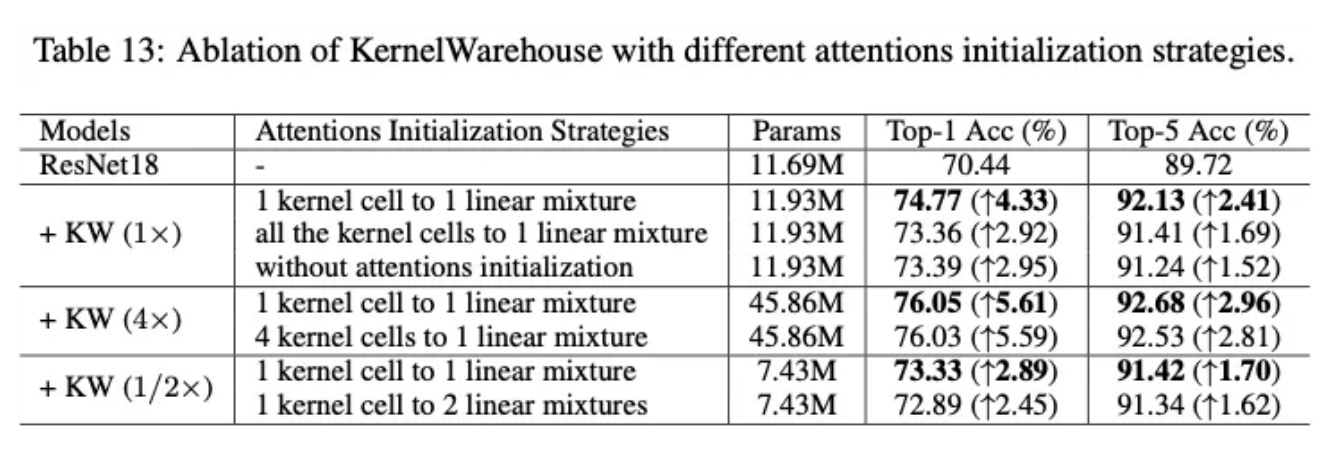 Table 13: Ablation of KernelWarehouse with different attentions initialization strategies.
Models Attentions Initialization Strategies Params Top-1 Acc (%) Top-5 Acc (%)
ResNet18 - 11.69M 70.44 89.72
+ KW (1×) 1 kernel cell to 1 linear mixture 11.93M 74.77 (↑4.33) 92.13 (↑2.41)
all the kernel cells to 1 linear mixture 11.93M 73.36 (↑2.92) 91.41 (↑1.69)
without attentions initialization 11.93M 73.39 (↑2.95) 91.24 (↑1.52)
+ KW (4×) 1 kernel cell to 1 linear mixture 45.86M 76.05 (↑5.61) 92.68 (↑2.96)
4 kernel cells to 1 linear mixture 45.86M 76.03 (↑5.59) 92.53 (↑2.81)
+ KW (1/2×) 1 kernel cell to 1 linear mixture 7.43M 73.33 (↑2.89) 91.42 (↑1.70)
1 kernel cell to 2 linear mixtures 7.43M 72.89 (↑2.45) 91.34 (↑1.62)